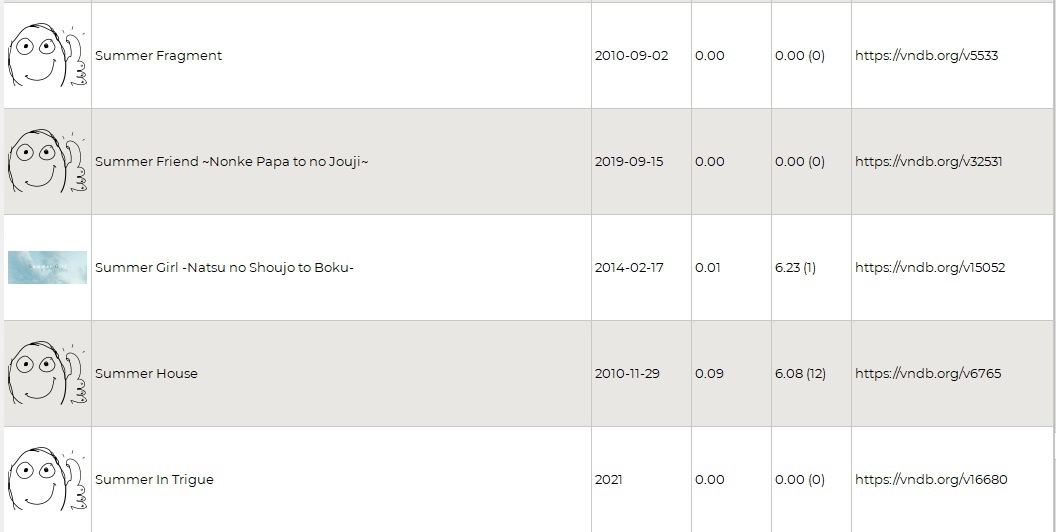 Summer Fragment 2010-09-02 0.00 0.00 (0) https://vndb.org/v5533
Summer Friend ~Nonke Papa to no Jouji~ 2019-09-15 0.00 0.00 (0) https://vndb.org/v32531
Summer Girl -Natsu no Shoujo to Boku- 2014-02-17 0.01 6.23 (1) https://vndb.org/v15052
Summer House 2010-11-29 0.09 6.08 (12) https://vndb.org/v6765
Summer In Trigue 2021 0.00 0.00 (0) https://vndb.org/v16680